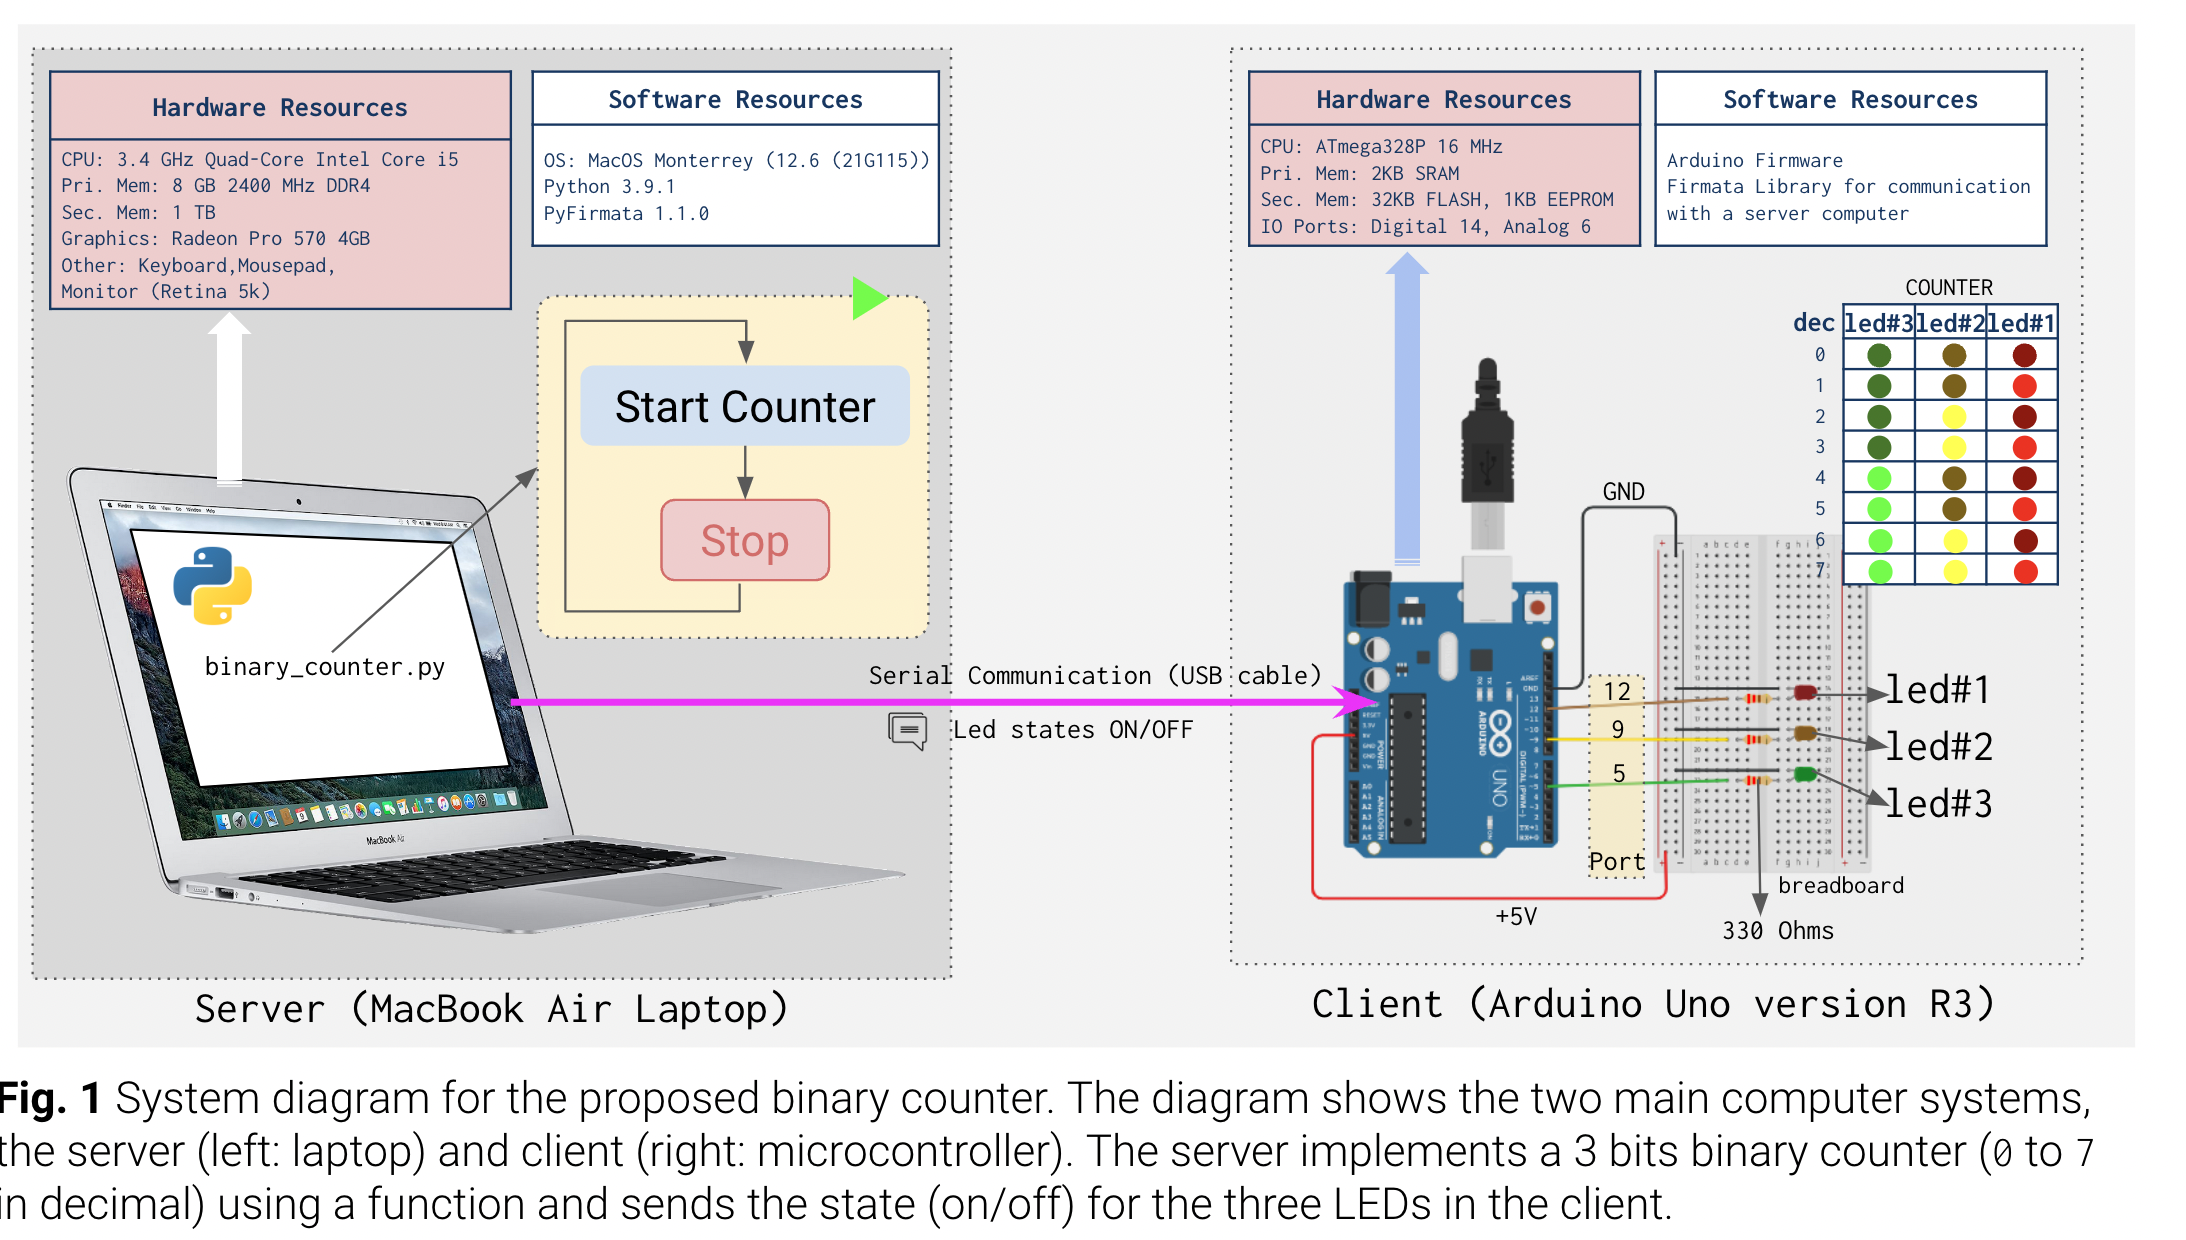 Hardware Resources
CPU: 3.4 GHz Quad-Core Intel Core i5
Pri. Mem: 8 GB 2400 MHz DDR4
Sec. Mem: 1 TB
Graphics: Radeon Pro 570 4GB
Other: Keyboard,Mousepad,
Monitor (Retina 5k)
Software Resources
OS: MacOS Monterrey (12.6 (21G115))
Python 3.9.1
PyFirmata 1.1.0
Start Counter
Stop
binary_counter.py
MacBook Air
Serial Communication (USB cable)
Led states ON/OFF
Server (MacBook Air Laptop)
Hardware Resources
CPU: ATmega328P 16 MHz
Pri. Mem: 2KB SRAM
Sec. Mem: 32KB FLASH, 1KB EEPROM
IO Ports: Digital 14, Analog 6
Software Resources
Arduino Firmware
Firmata Library for communication
with a server computer
COUNTER
dec led#3 led#2 led#1
0
1
2
3
4
5
6
7
GND
ARDUINO
UNO
12
9
5
Port
led#1
led#2
led#3
breadboard
330 Ohms
+5V
Client (Arduino Uno version R3)
Fig. 1 System diagram for the proposed binary counter. The diagram shows the two main computer systems,
the server (left: laptop) and client (right: microcontroller). The server implements a 3 bits binary counter (0 to 7
in decimal) using a function and sends the state (on/off) for the three LEDs in the client.